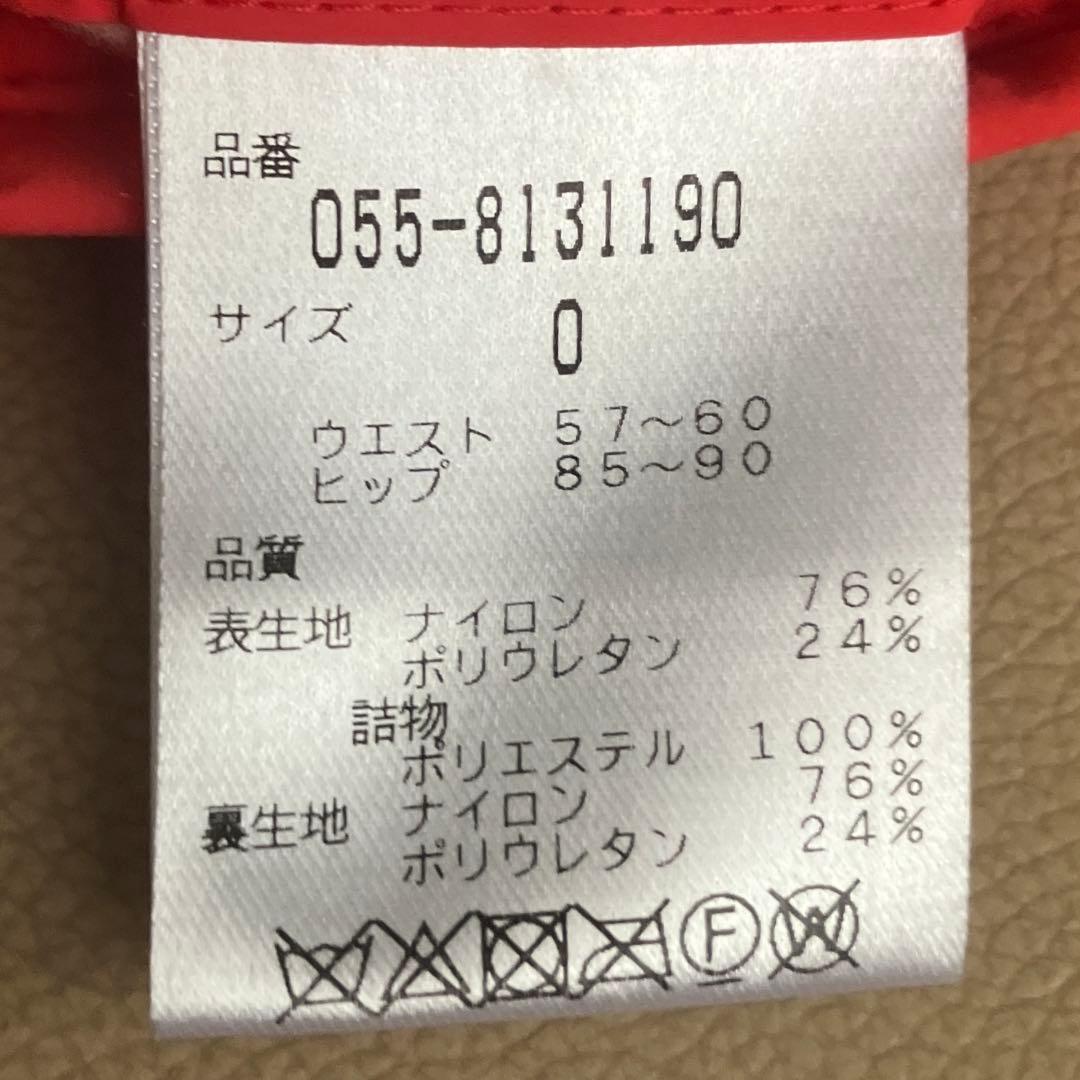 品番
055-8131190
サイズ 0
ウエスト 57～60
ヒップ 85～90
品質
表生地 ナイロン 76%
ポリウレタン 24%
詰物
ポリエステル 100%
裏生地 ナイロン 76%
ポリウレタン 24%
F W